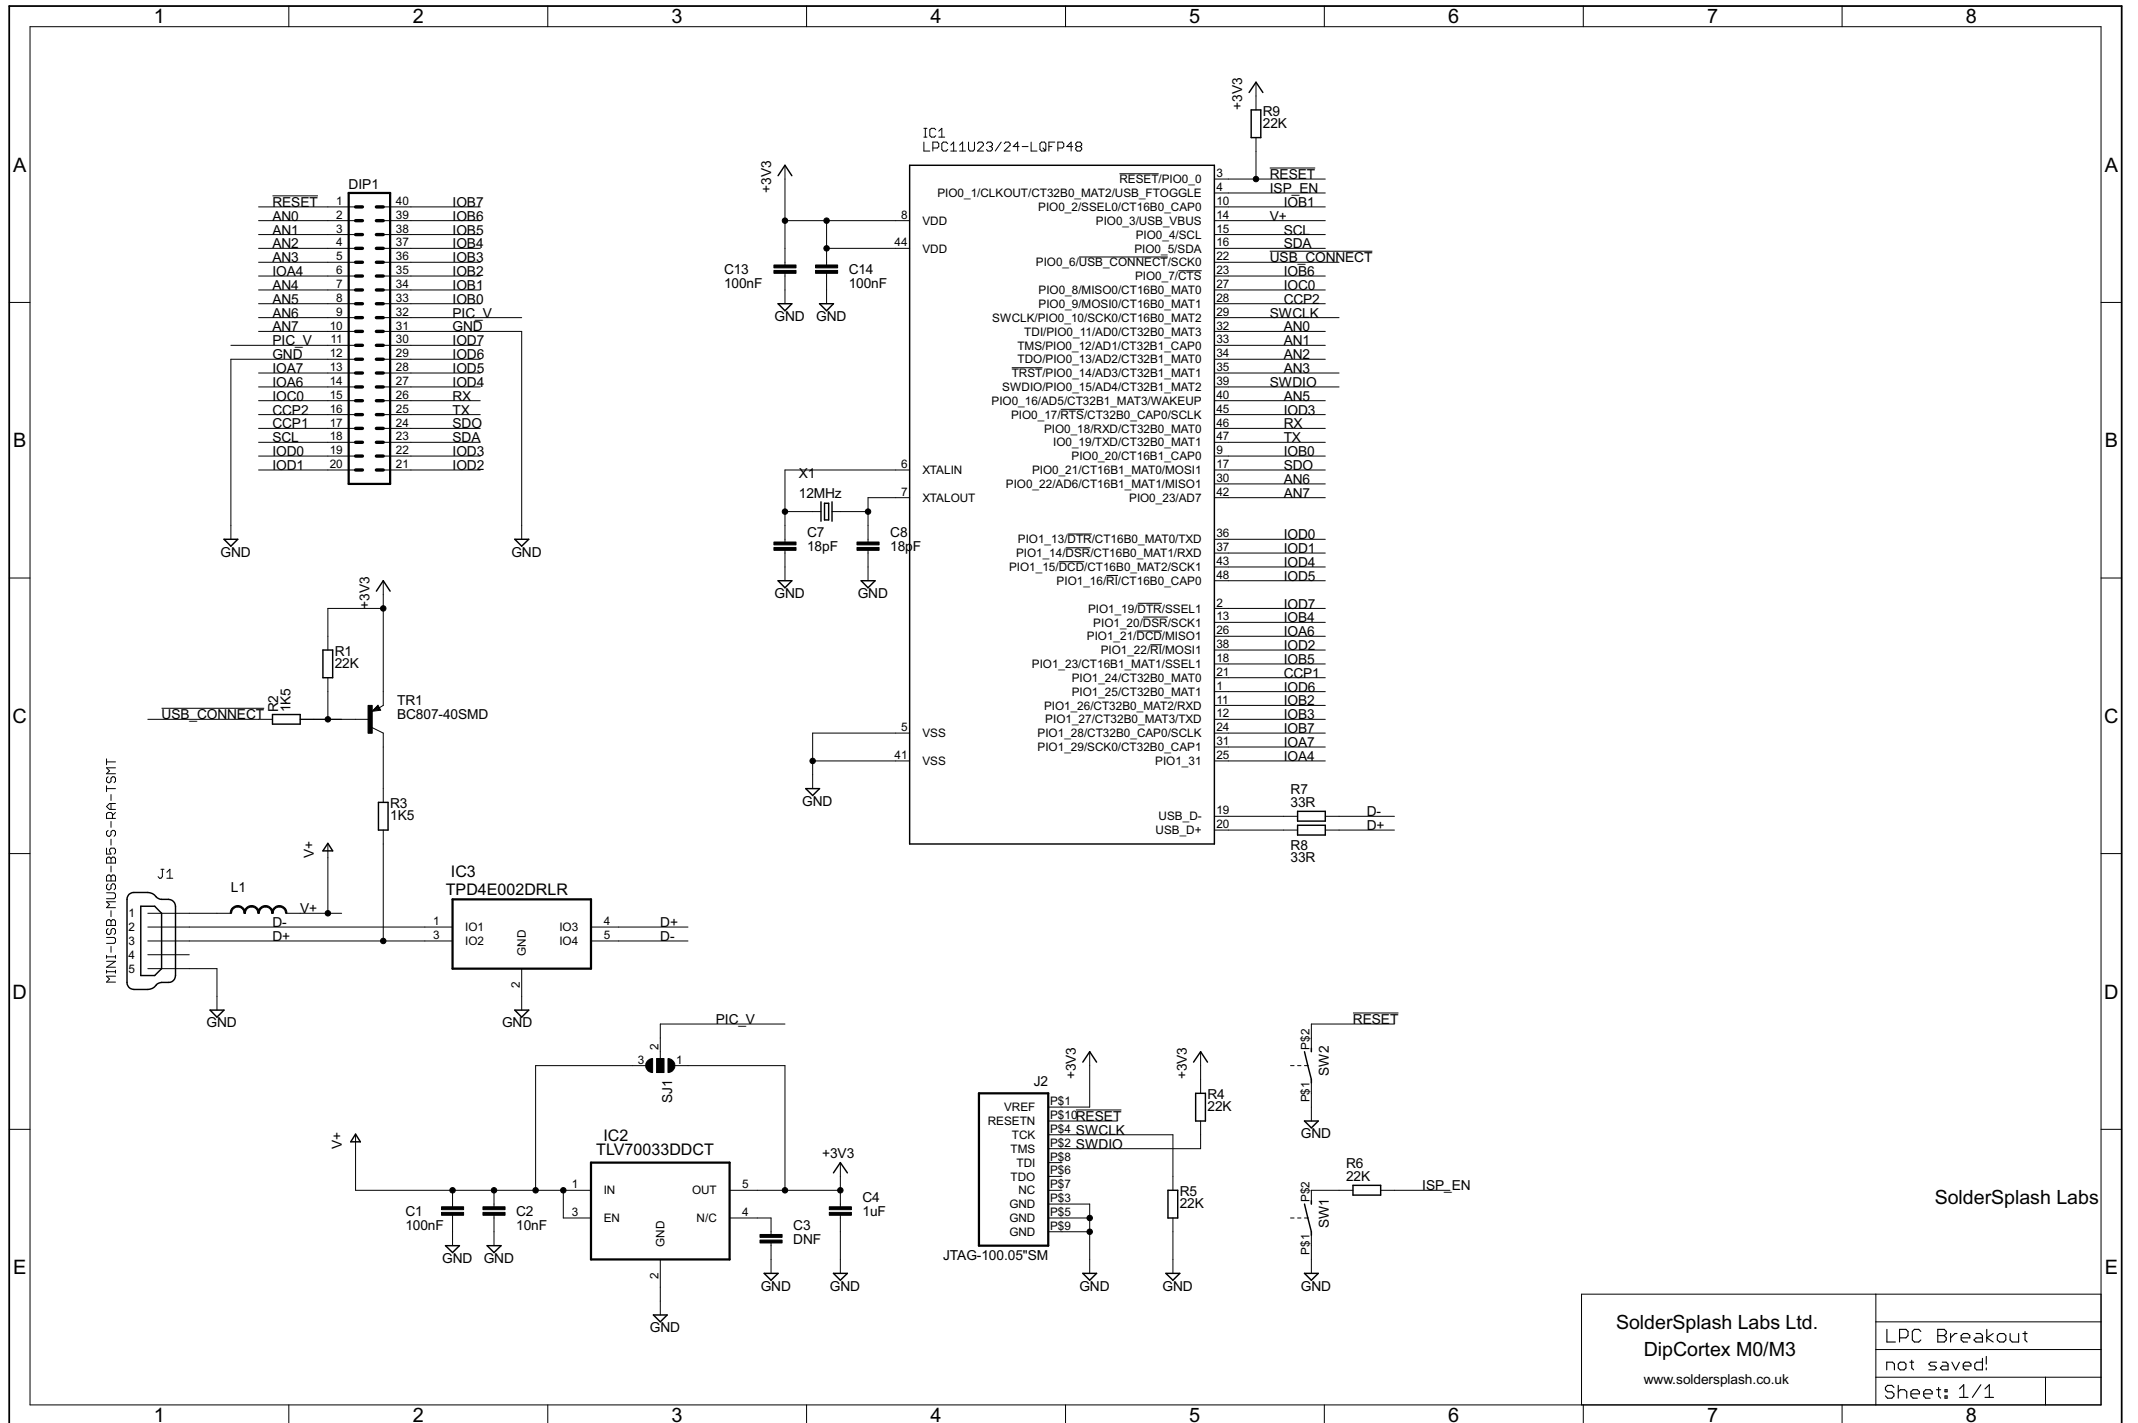 1 2 3 4 5 6 7 8
A A
B B
C C
D D
E E
DIP1
RESET 1 40 IOB7
AN0 2 39 IOB6
AN1 3 38 IOB5
AN2 4 37 IOB4
AN3 5 36 IOB3
IOA4 6 35 IOB2
AN4 7 34 IOB1
AN5 8 33 IOB0
AN6 9 32 PIC_V
AN7 10 31 GND
PIC_V 11 30 IOD7
GND 12 29 IOD6
IOA7 13 28 IOD5
IOA6 14 27 IOD4
IOC0 15 26 RX
CCP2 16 25 TX
CCP1 17 24 SDO
SCL 18 23 SDA
IOD0 19 22 IOD3
IOD1 20 21 IOD2
GND GND
+3V3
R9
22K
IC1
LPC11U23/24-LQFP48
+3V3
8 VDD
44 VDD
C13
100nF
C14
100nF
GND GND
6 XTALIN
7 XTALOUT
X1
12MHz
C7
18pF
C8
18pF
GND GND
5 VSS
41 VSS
GND
RESET/PIO0_0 3 RESET
PIO0_1/CLKOUT/CT32B0_MAT2/USB_FTOGGLE 4 ISP_EN
PIO0_2/SSEL0/CT16B0_CAP0 10 IOB1
PIO0_3/USB_VBUS 14 V+
PIO0_4/SCL 15 SCL
PIO0_5/SDA 16 SDA
PIO0_6/USB_CONNECT/SCK0 22 USB_CONNECT
PIO0_7/CTS 23 IOB6
PIO0_8/MISO0/CT16B0_MAT0 27 IOC0
PIO0_9/MOSI0/CT16B0_MAT1 28 CCP2
SWCLK/PIO0_10/SCK0/CT16B0_MAT2 29 SWCLK
TDI/PIO0_11/AD0/CT32B0_MAT3 32 AN0
TMS/PIO0_12/AD1/CT32B1_CAP0 33 AN1
TDO/PIO0_13/AD2/CT32B1_MAT0 34 AN2
TRST/PIO0_14/AD3/CT32B1_MAT1 35 AN3
SWDIO/PIO0_15/AD4/CT32B1_MAT2 39 SWDIO
PIO0_16/AD5/CT32B1_MAT3/WAKEUP 40 AN5
PIO0_17/RTS/CT32B0_CAP0/SCLK 45 IOD3
PIO0_18/RXD/CT32B0_MAT0 46 RX
IO0_19/TXD/CT32B0_MAT1 47 TX
PIO0_20/CT16B1_CAP0 9 IOB0
PIO0_21/CT16B1_MAT0/MOSI1 17 SDO
PIO0_22/AD6/CT16B1_MAT1/MISO1 30 AN6
PIO0_23/AD7 42 AN7
PIO1_13/DTR/CT16B0_MAT0/TXD 36 IOD0
PIO1_14/DSR/CT16B0_MAT1/RXD 37 IOD1
PIO1_15/DCD/CT16B0_MAT2/SCK1 43 IOD4
PIO1_16/RI/CT16B0_CAP0 48 IOD5
PIO1_19/DTR/SSEL1 2 IOD7
PIO1_20/DSR/SCK1 13 IOB4
PIO1_21/DCD/MISO1 26 IOA6
PIO1_22/RI/MOSI1 38 IOD2
PIO1_23/CT16B1_MAT1/SSEL1 18 IOB5
PIO1_24/CT32B0_MAT0 21 CCP1
PIO1_25/CT32B0_MAT1 1 IOD6
PIO1_26/CT32B0_MAT2/RXD 11 IOB2
PIO1_27/CT32B0_MAT3/TXD 12 IOB3
PIO1_28/CT32B0_CAP0/SCLK 24 IOB7
PIO1_29/SCK0/CT32B0_CAP1 31 IOA7
PIO1_31 25 IOA4
R7
33R
USB_D- 19 D-
USB_D+ 20 D+
R8
33R
+3V3
R1
22K
TR1
BC807-40SMD
USB_CONNECT
R2
1K5
R3
1K5
MINI-USB-MUSB-B5-S-RA-TSMT
J1
L1
V+
1 V+
2 D-
3 D+
4
5
GND
IC3
TPD4E002DRLR
1 IO1 IO3 4 D+
3 IO2 IO4 5 D-
GND
2
GND
PIC_V
2
3 1
SJ1
V+
IC2
TLV70033DDCT
1 IN OUT 5
3 EN N/C 4
GND
2
GND
C1
100nF
C2
10nF
GND GND
+3V3
C4
1uF
C3
DNF
GND GND
J2
+3V3
VREF P$1
RESETN P$10 RESET
TCK P$4 SWCLK
TMS P$2 SWDIO
TDI P$8
TDO P$6
NC P$7
GND P$3
GND P$5
GND P$9
JTAG-100.05"SM
GND
+3V3
R4
22K
R5
22K
GND
RESET
P$2
SW2
P$1
GND
R6
22K
ISP_EN
P$2
SW1
P$1
GND
SolderSplash Labs
SolderSplash Labs Ltd.
DipCortex M0/M3
www.soldersplash.co.uk
LPC Breakout
not saved!
Sheet: 1/1
1 2 3 4 5 6 7 8